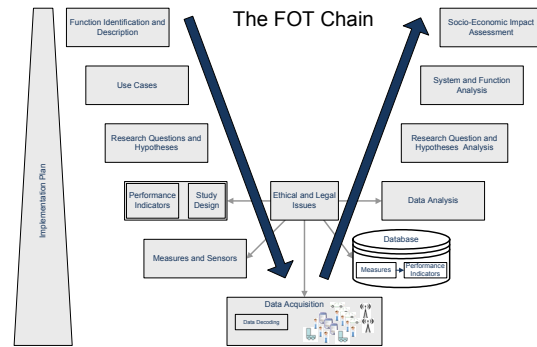 The FOT Chain
Function Identification and
Description
Socio-Economic Impact
Assessment
Use Cases
System and Function
Analysis
Research Questions and
Hypotheses
Research Question and
Hypotheses Analysis
Implementation Plan
Performance
Indicators
Study
Design
Ethical and Legal
Issues
Data Analysis
Measures and Sensors
Database
Measures
Performance
Indicators
Data Acquisition
Data Decoding